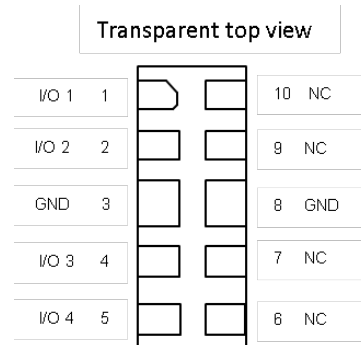 Transparent top view
I/O 1 1 10 NC
I/O 2 2 9 NC
GND 3 8 GND
I/O 3 4 7 NC
I/O 4 5 6 NC